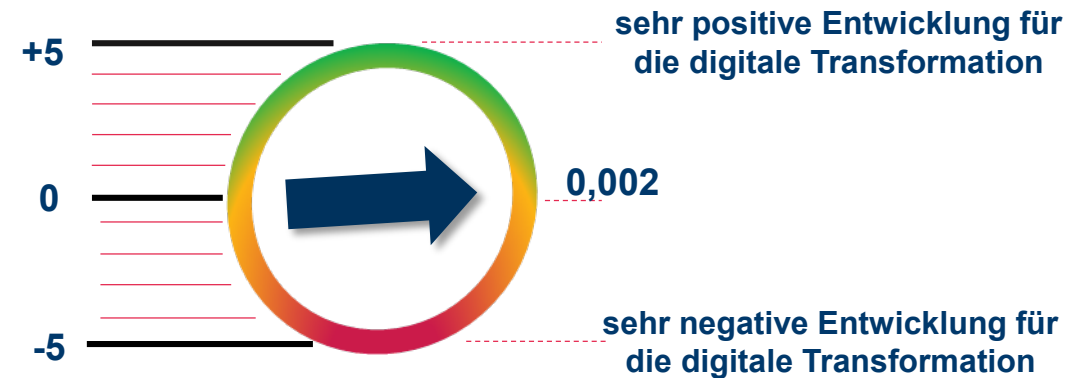 sehr positive Entwicklung für
die digitale Transformation
+5
0,002
0
sehr negative Entwicklung für
die digitale Transformation
-5